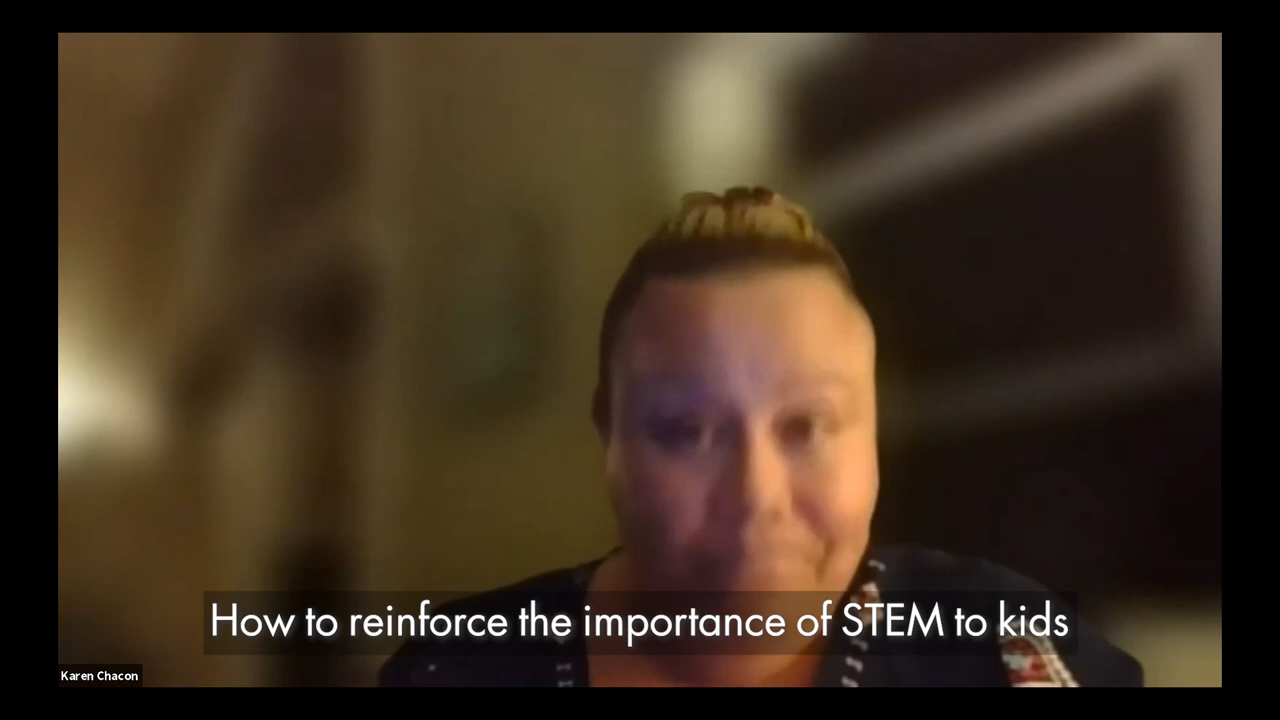 How to reinforce the importance of STEM to kids
Karen Chacon